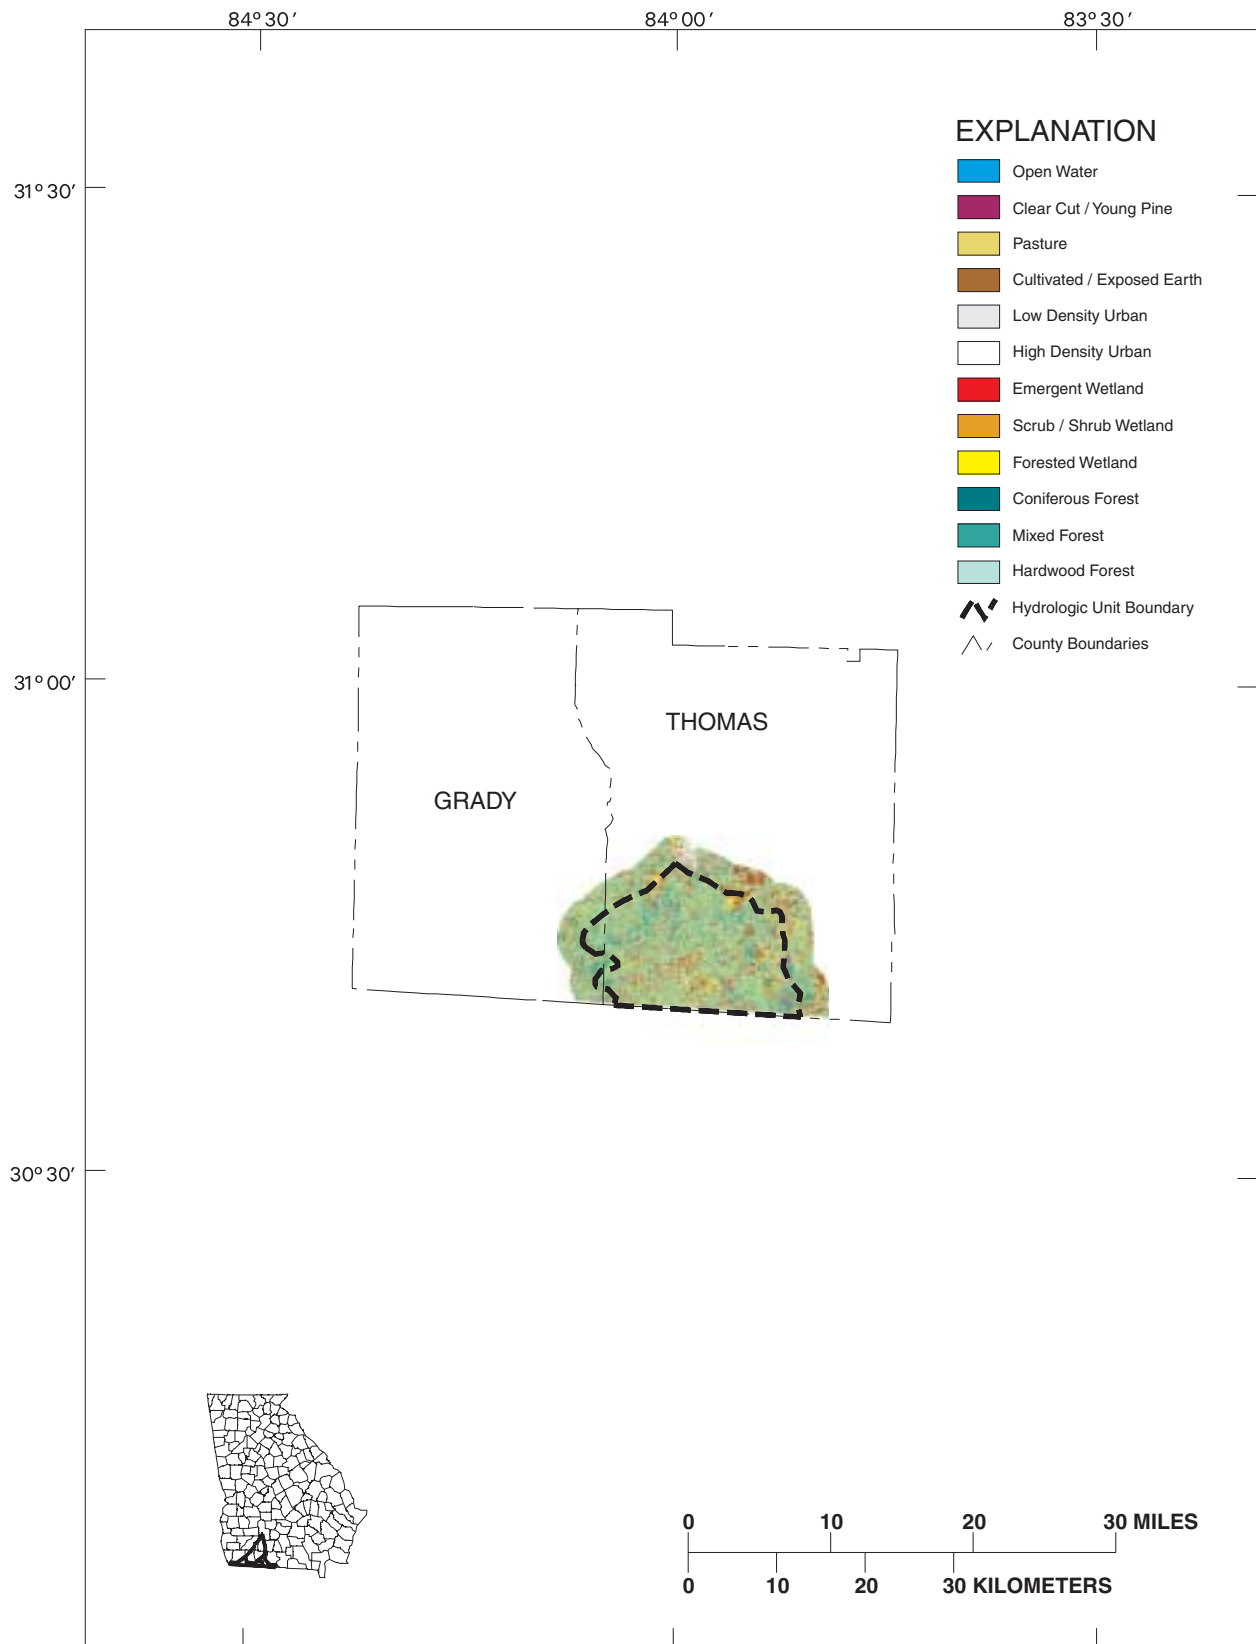 84° 30′ 84° 00′ 83° 30′
EXPLANATION
31° 30′
Open Water
Clear Cut / Young Pine
Pasture
Cultivated / Exposed Earth
Low Density Urban
High Density Urban
Emergent Wetland
Scrub / Shrub Wetland
Forested Wetland
Coniferous Forest
Mixed Forest
Hardwood Forest
Hydrologic Unit Boundary
County Boundaries
31° 00′
THOMAS
GRADY
30° 30′
0 10 20 30 MILES
0 10 20 30 KILOMETERS